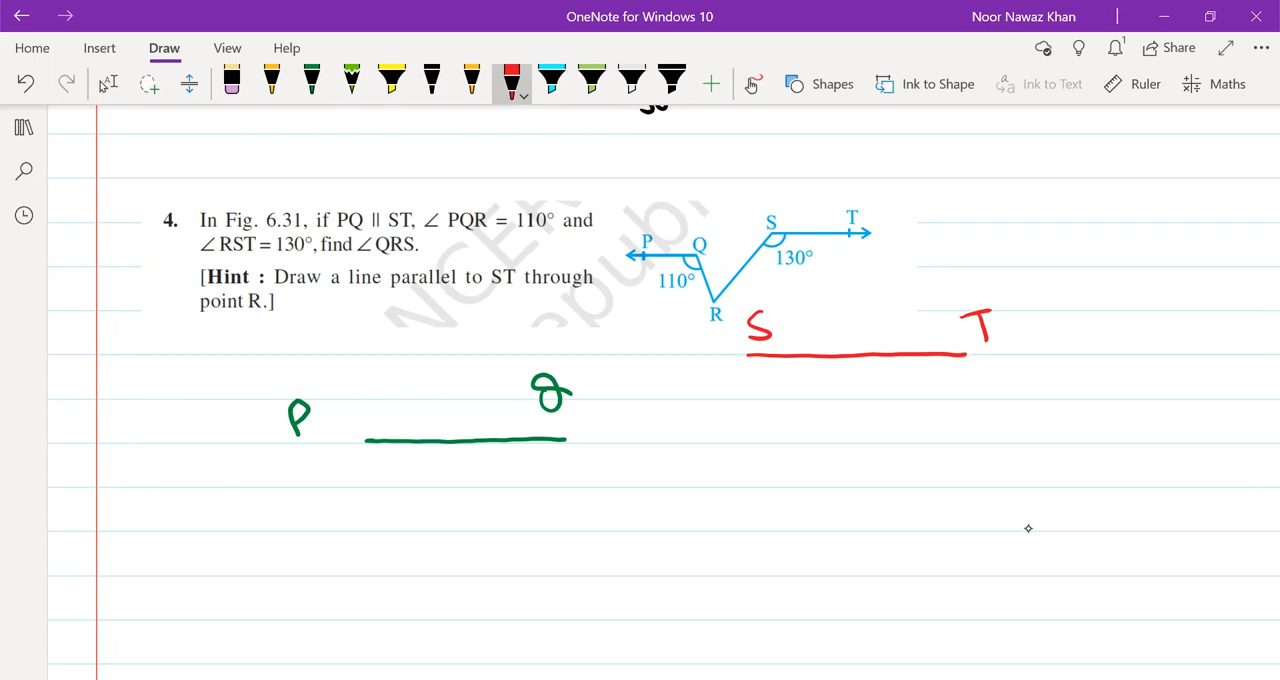 OneNote for Windows 10
Noor Nawaz Khan
Home Insert Draw View Help
1
Share
Shapes
Ink to Shape
Ink to Text
Ruler
Maths
4. In Fig. 6.31, if PQ || ST, ∠ PQR = 110° and
∠ RST = 130°, find ∠ QRS.
[Hint : Draw a line parallel to ST through
point R.]
S T
P Q
130°
110°
R
S T
P Q